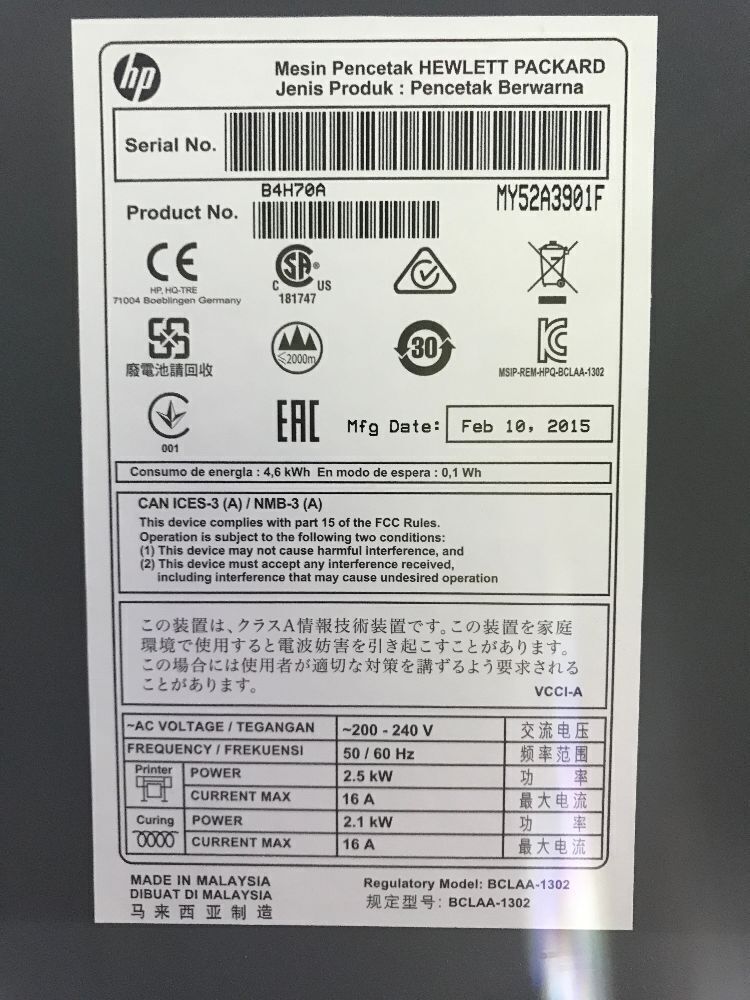 hp
Mesin Pencetak HEWLETT PACKARD
Jenis Produk : Pencetak Berwarna
Serial No.
B4H70A
MY52A3901F
Product No.
CE
HP, HQ-TRE
71004 Boeblingen Germany
SA®
C US
181747
廢電池請回收
≤2000m
30
KC
MSIP-REM-HPQ-BCLAA-1302
001
EAC
Mfg Date:
Feb 10, 2015
Consumo de energía : 4,6 kWh En modo de espera : 0,1 Wh
CAN ICES-3 (A) / NMB-3 (A)
This device complies with part 15 of the FCC Rules.
Operation is subject to the following two conditions:
(1) This device may not cause harmful interference, and
(2) This device must accept any interference received,
including interference that may cause undesired operation
この装置は、クラスA情報技術装置です。この装置を家庭
環境で使用すると電波妨害を引き起こすことがあります。
この場合には使用者が適切な対策を講ずるよう要求される
ことがあります。
VCCI-A
~AC VOLTAGE / TEGANGAN ~200 - 240 V 交流电压
FREQUENCY / FREKUENSI 50 / 60 Hz 频率范围
Printer POWER 2.5 kW 功 率
CURRENT MAX 16 A 最大电流
Curing POWER 2.1 kW 功 率
CURRENT MAX 16 A 最大电流
MADE IN MALAYSIA
DIBUAT DI MALAYSIA
马来西亚制造
Regulatory Model: BCLAA-1302
规定型号: BCLAA-1302